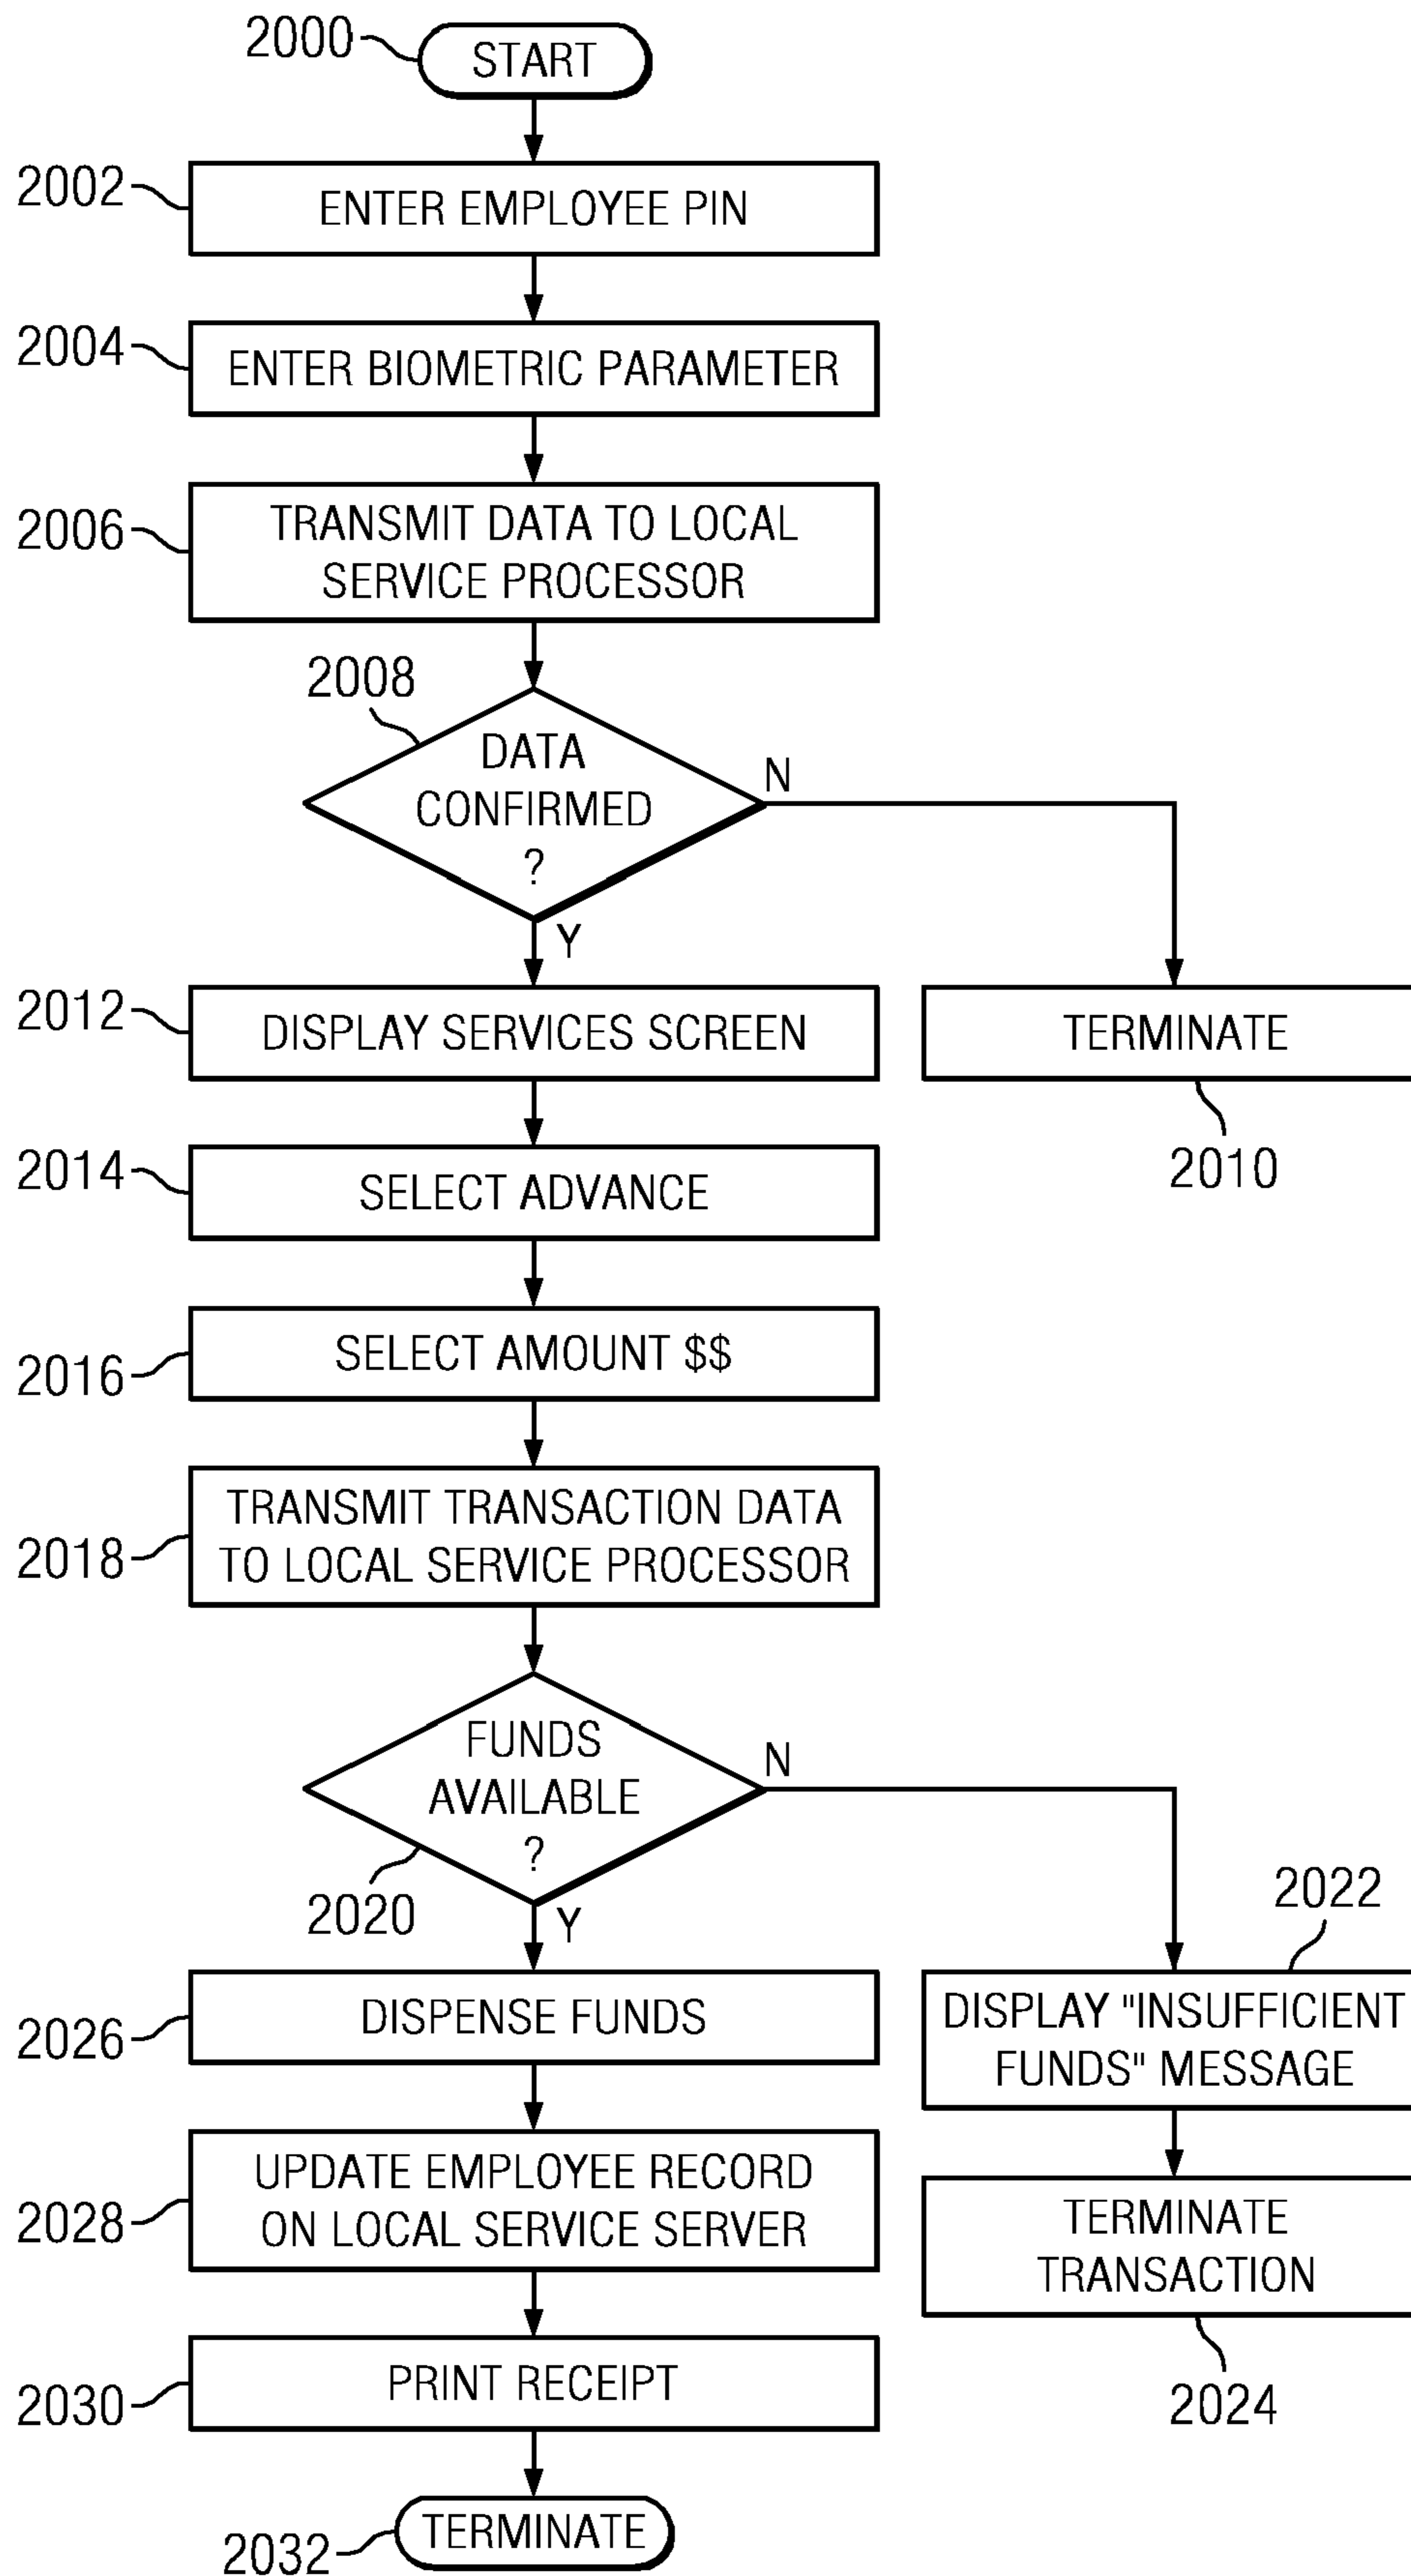 2000
START
2002
ENTER EMPLOYEE PIN
2004
ENTER BIOMETRIC PARAMETER
2006
TRANSMIT DATA TO LOCAL
SERVICE PROCESSOR
2008
DATA
CONFIRMED
?
N
Y
2012
DISPLAY SERVICES SCREEN
TERMINATE
2010
2014
SELECT ADVANCE
2016
SELECT AMOUNT $$
2018
TRANSMIT TRANSACTION DATA
TO LOCAL SERVICE PROCESSOR
FUNDS
AVAILABLE
?
N
2020
Y
2022
2026
DISPENSE FUNDS
DISPLAY "INSUFFICIENT
FUNDS" MESSAGE
2028
UPDATE EMPLOYEE RECORD
ON LOCAL SERVICE SERVER
TERMINATE
TRANSACTION
2024
2030
PRINT RECEIPT
2032
TERMINATE